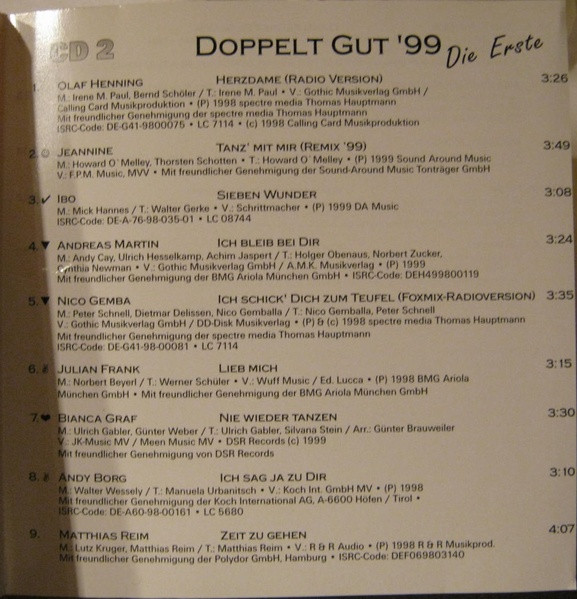 CD 2 DOPPELT GUT '99 Die Erste
1. OLAF HENNING HERZDAME (RADIO VERSION) 3:26
M.: Irene M. Paul, Bernd Schöler / T.: Irene M. Paul • V.: Gothic Musikverlag GmbH /
Calling Card Musikproduktion • (P) 1998 spectre media Thomas Hauptmann
Mit freundlicher Genehmigung der spectre media Thomas Hauptmann
ISRC-Code: DE-G41-9800075 • LC 7114 • (c) 1998 Calling Card Musikproduktion
2. JEANNINE TANZ' MIT MIR (REMIX '99) 3:49
M.: Howard O´Melley, Thorsten Schotten • T.: Howard O´Melley • (P) 1999 Sound Around Music
V.: F.P.M. Music, MVV • Mit freundlicher Genehmigung der Sound-Around Music Tonträger GmbH
3. ✔ IBO SIEBEN WUNDER 3:08
M.: Mick Hannes / T.: Walter Gerke • V.: Schrittmacher • (P) 1999 DA Music
ISRC-Code: DE-A-76-98-035-01 • LC 08744
4. ▼ ANDREAS MARTIN ICH BLEIB BEI DIR 3:24
M.: Andy Cay, Ulrich Hesselkamp, Achim Jaspert / T.: Holger Obenaus, Norbert Zucker,
Cynthia Newman • V.: Gothic Musikverlag GmbH / A.M.K. Musikverlag • (P) 1999
Mit freundlicher Genehmigung der BMG Ariola München GmbH • ISRC-Code: DEH499800119
5. ▼ NICO GEMBA ICH SCHICK' DICH ZUM TEUFEL (FOXMIX-RADIOVERSION) 3:35
M.: Peter Schnell, Dietmar Delissen, Nico Gemballa / T.: Nico Gemballa, Peter Schnell
V.: Gothic Musikverlag GmbH / DD-Disk Musikverlag • (P) & (c) 1998 spectre media Thomas Hauptmann
Mit freundlicher Genehmigung der spectre media Thomas Hauptmann
ISRC-Code: DE-G41-98-00081 • LC 7114
6. JULIAN FRANK LIEB MICH 3:15
M.: Norbert Beyerl / T.: Werner Schüler • V.: Wuff Music / Ed. Lucca • (P) 1998 BMG Ariola
München GmbH • Mit freundlicher Genehmigung der BMG Ariola München GmbH
7. ❤ BIANCA GRAF NIE WIEDER TANZEN 3:30
M.: Ulrich Gabler, Günter Weber / T.: Ulrich Gabler, Silvana Stein / Arr.: Günter Brauweiler
V.: JK-Music MV / Meen Music MV • DSR Records (c) 1999
Mit freundlicher Genehmigung von DSR Records
8. ANDY BORG ICH SAG JA ZU DIR 3:10
M.: Walter Wessely / T.: Manuela Urbanitsch • V.: Koch Int. GmbH MV • (P) 1998
Mit freundlicher Genehmigung der Koch International AG, A-6600 Höfen / Tirol •
ISRC-Code: DE-A60-98-00161 • LC 5680
9. MATTHIAS REIM ZEIT ZU GEHEN 4:07
M.: Lutz Kruger, Matthias Reim / T.: Matthias Reim • V.: R & R Audio • (P) 1998 R & R Musikprod.
Mit freundlicher Genehmigung der Polydor GmbH, Hamburg • ISRC-Code: DEF069803140